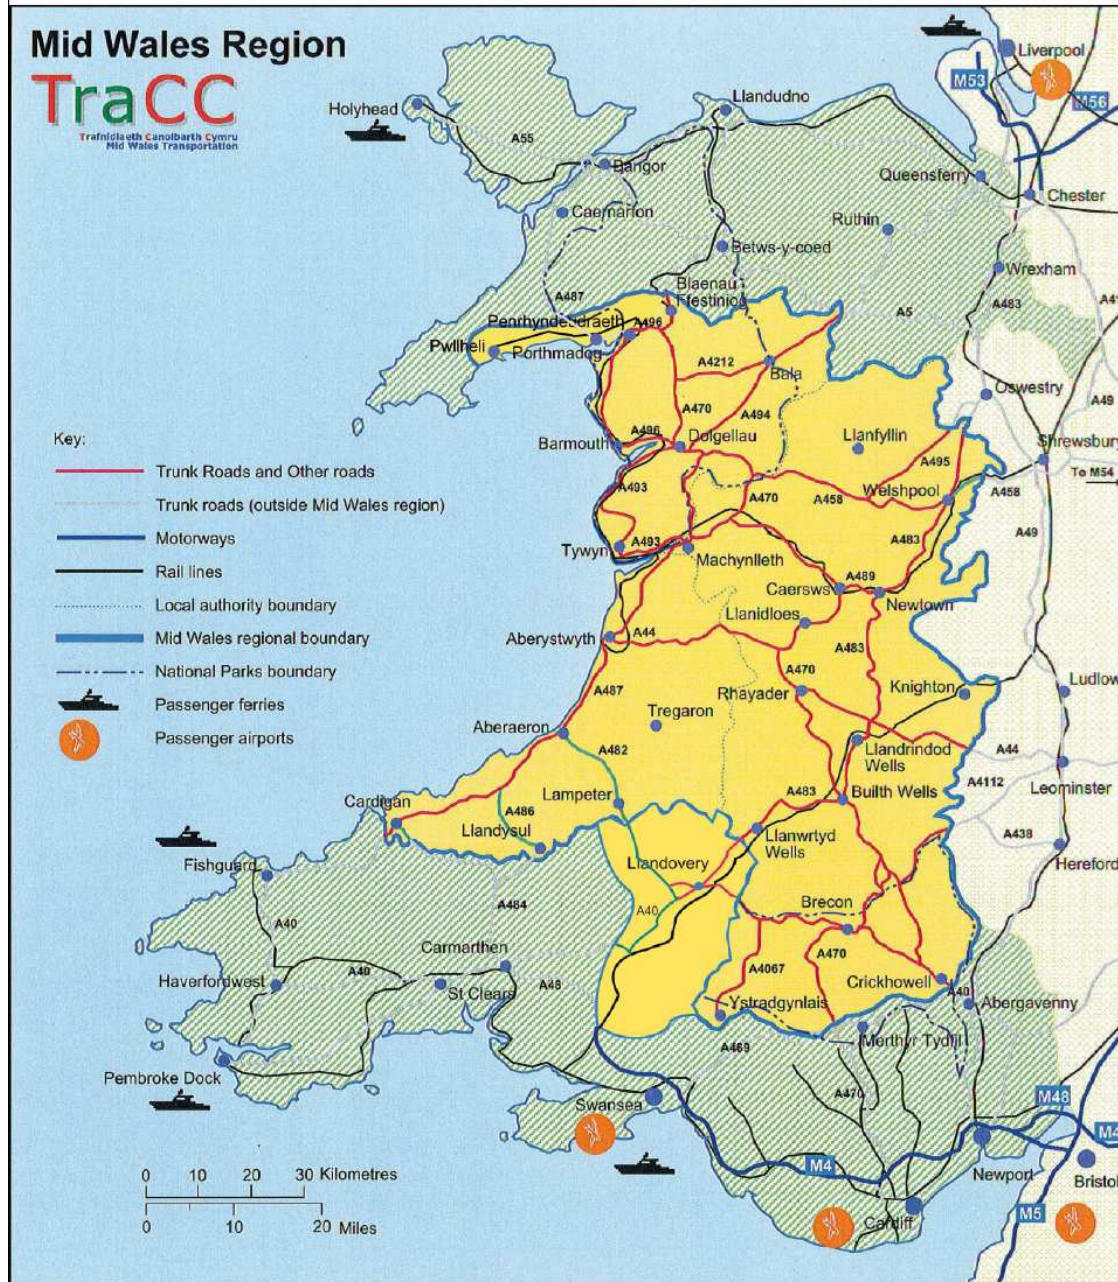 Mid Wales Region
TraCC
Trafnidiaeth Canolbarth Cymru
Mid Wales Transportation
Holyhead
A55
Bangor
Llandudno
Liverpool
M53
M56
Queensferry
Chester
Caernarfon
Ruthin
Betws-y-coed
Wrexham
A487
Blaenau
Ffestiniog
A5
A483
A41
Penrhyndeudraeth
A496
Pwllheli
Porthmadog
A4212
Bala
Oswestry
A49
A470
A494
Key:
Barmouth
A496
Dolgellau
Llanfyllin
Shrewsbury
To M54
Trunk Roads and Other roads
A493
A470
A458
A495
Welshpool
A458
Trunk roads (outside Mid Wales region)
A49
Motorways
Tywyn
A493
Machynlleth
A483
Rail lines
Caersws
A489
Newtown
Local authority boundary
Llanidloes
Mid Wales regional boundary
Aberystwyth
A44
A483
National Parks boundary
A487
A470
Rhayader
Knighton
Ludlow
Passenger ferries
Tregaron
Passenger airports
Aberaeron
A482
Llandrindod
Wells
A44
A4112
Leominster
Cardigan
A486
Lampeter
A483
Builth Wells
Llandysul
Llanwrtyd
Wells
A438
Hereford
Fishguard
Llandovery
A484
A40
A40
Brecon
Carmarthen
A40
A48
A4067
A470
Haverfordwest
St Clears
Crickhowell
A40
Abergavenny
Ystradgynlais
Merthyr Tydfil
A469
Pembroke Dock
A470
Swansea
M48
M4
0 10 20 30 Kilometres
M4
Newport
Bristol
0 10 20 Miles
Cardiff
M5